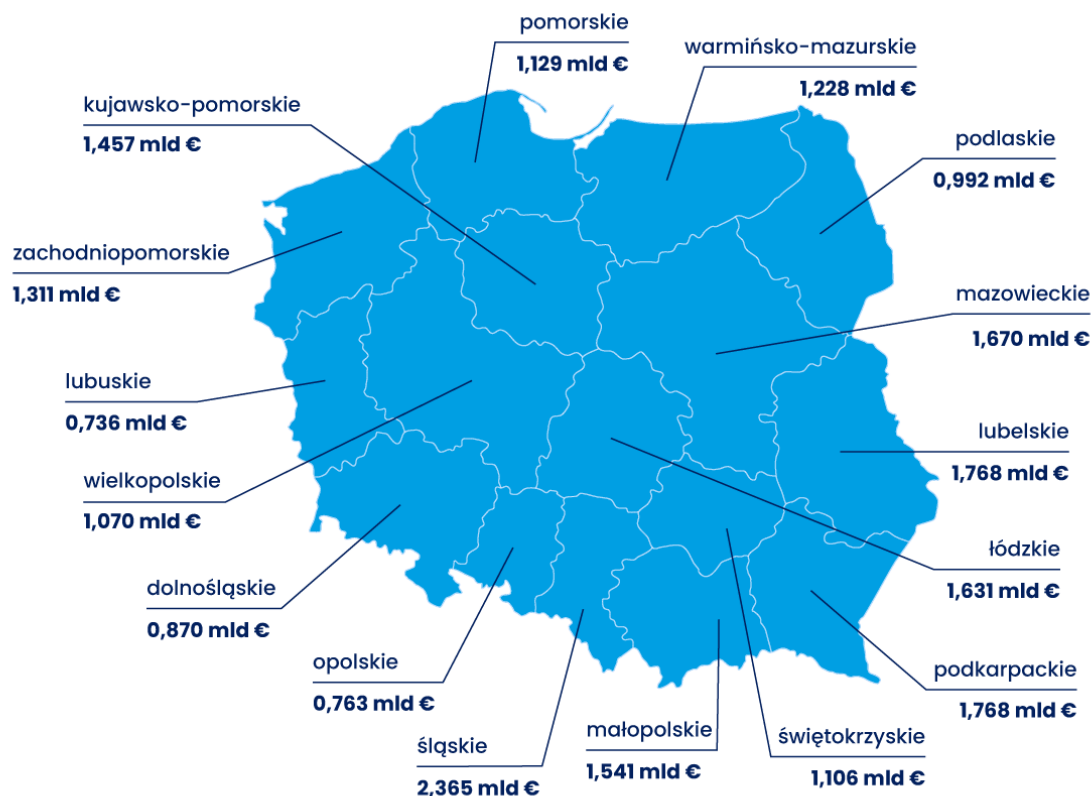 pomorskie
1,129 mld €
warmińsko-mazurskie
1,228 mld €
kujawsko-pomorskie
1,457 mld €
podlaskie
0,992 mld €
zachodniopomorskie
1,311 mld €
mazowieckie
1,670 mld €
lubuskie
0,736 mld €
lubelskie
1,768 mld €
wielkopolskie
1,070 mld €
łódzkie
1,631 mld €
dolnośląskie
0,870 mld €
opolskie
0,763 mld €
podkarpackie
1,768 mld €
śląskie
2,365 mld €
małopolskie
1,541 mld €
świętokrzyskie
1,106 mld €